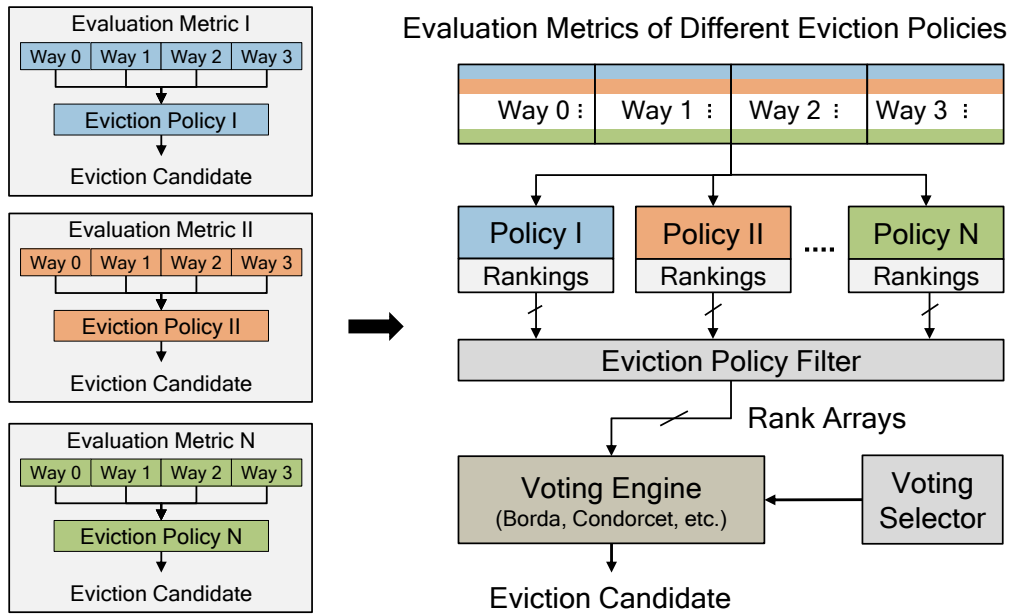 Evaluation Metric I
Way 0 Way 1 Way 2 Way 3
Eviction Policy I
Eviction Candidate
Evaluation Metric II
Way 0 Way 1 Way 2 Way 3
Eviction Policy II
Eviction Candidate
Evaluation Metric N
Way 0 Way 1 Way 2 Way 3
Eviction Policy N
Eviction Candidate
Evaluation Metrics of Different Eviction Policies
Way 0 ⋮ Way 1 ⋮ Way 2 ⋮ Way 3 ⋮
Policy I Policy II .... Policy N
Rankings Rankings Rankings
Eviction Policy Filter
Rank Arrays
Voting Engine
(Borda, Condorcet, etc.)
Voting
Selector
Eviction Candidate